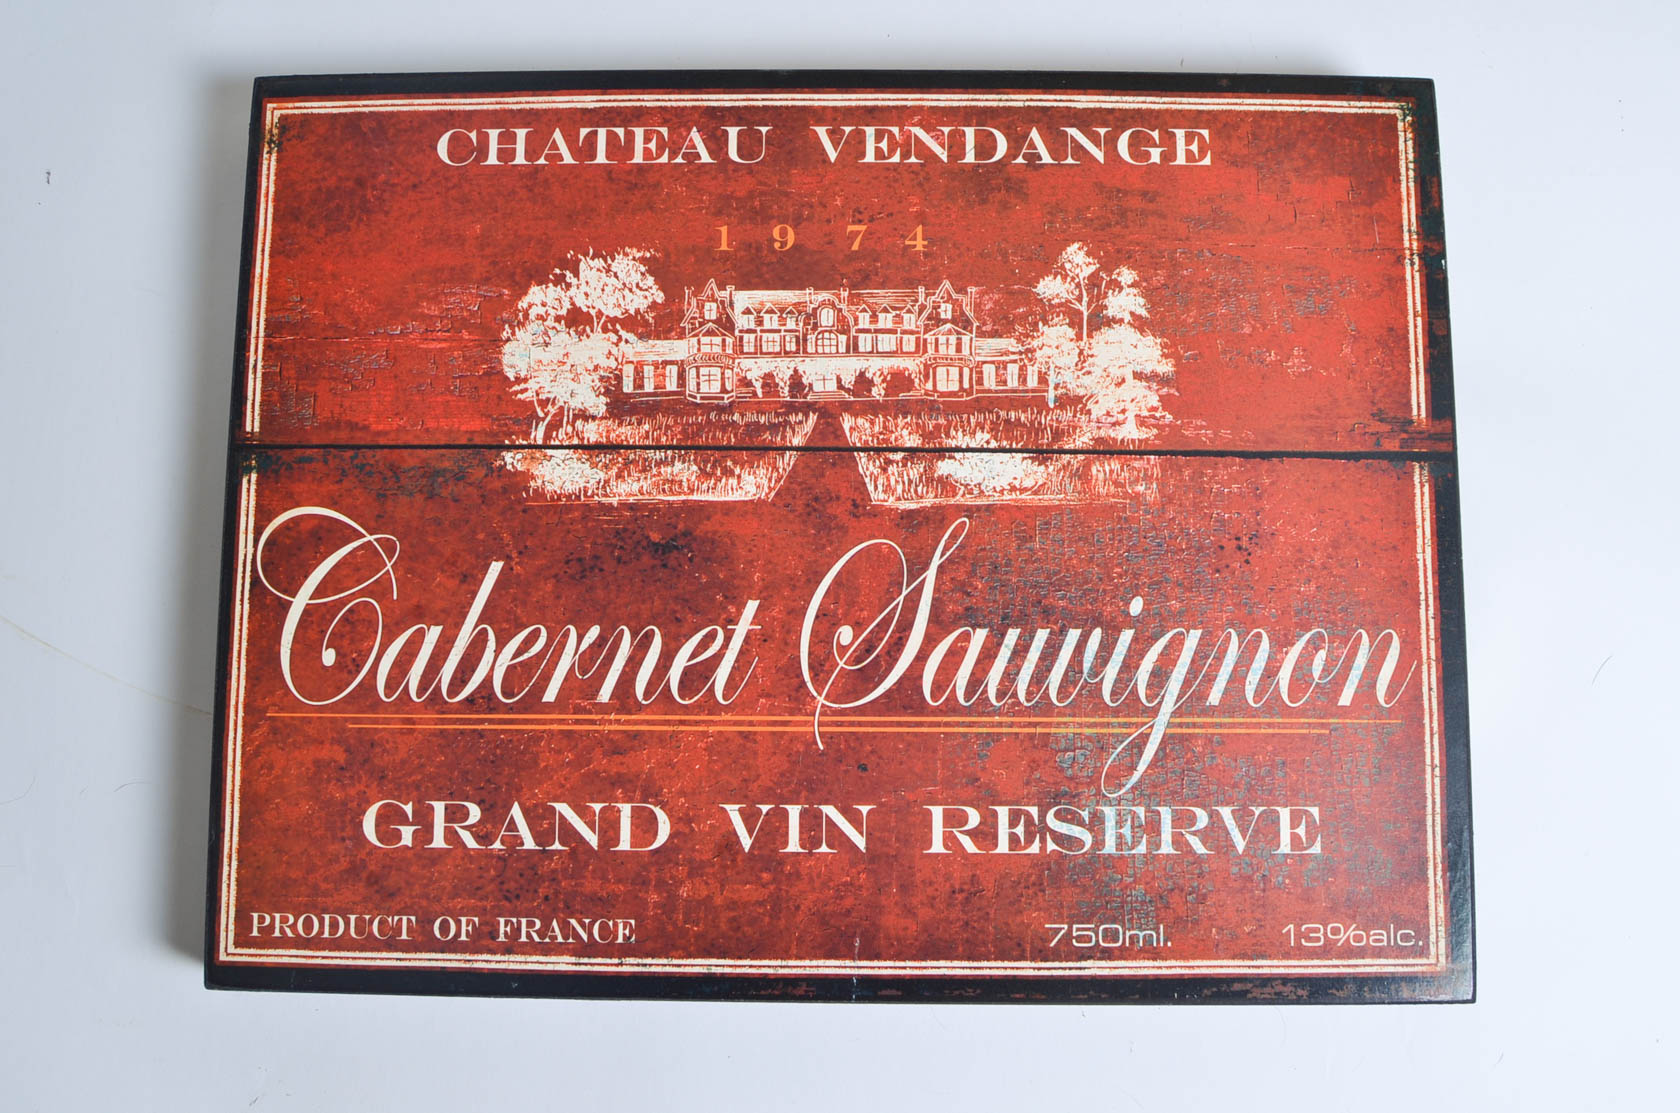 CHATEAU VENDANGE
1974
Cabernet Sauvignon
GRAND VIN RESERVE
PRODUCT OF FRANCE 750ml. 13%alc.